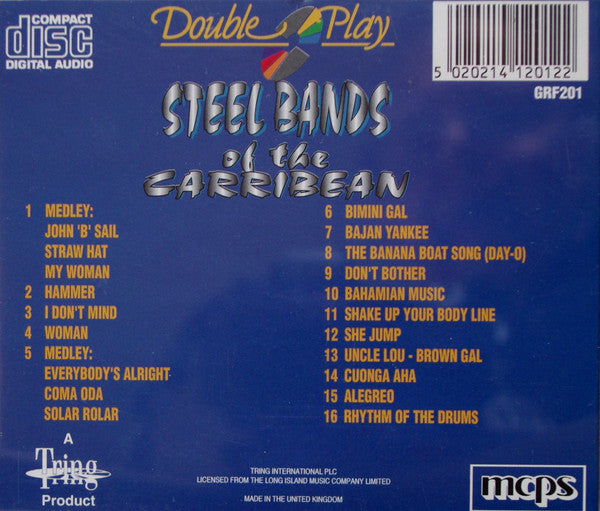 COMPACT
disc
DIGITAL AUDIO
Double Play
5 020214 120122
GRF201
STEEL BANDS
of the
CARRIBEAN
1 MEDLEY:
JOHN 'B' SAIL
STRAW HAT
MY WOMAN
2 HAMMER
3 I DON'T MIND
4 WOMAN
5 MEDLEY:
EVERYBODY'S ALRIGHT
COMA ODA
SOLAR ROLAR
6 BIMINI GAL
7 BAJAN YANKEE
8 THE BANANA BOAT SONG (DAY-O)
9 DON'T BOTHER
10 BAHAMIAN MUSIC
11 SHAKE UP YOUR BODY LINE
12 SHE JUMP
13 UNCLE LOU - BROWN GAL
14 CUONGA AHA
15 ALEGREO
16 RHYTHM OF THE DRUMS
A
Tring
Product
TRING INTERNATIONAL PLC
LICENSED FROM THE LONG ISLAND MUSIC COMPANY LIMITED
MADE IN THE UNITED KINGDOM
mcps